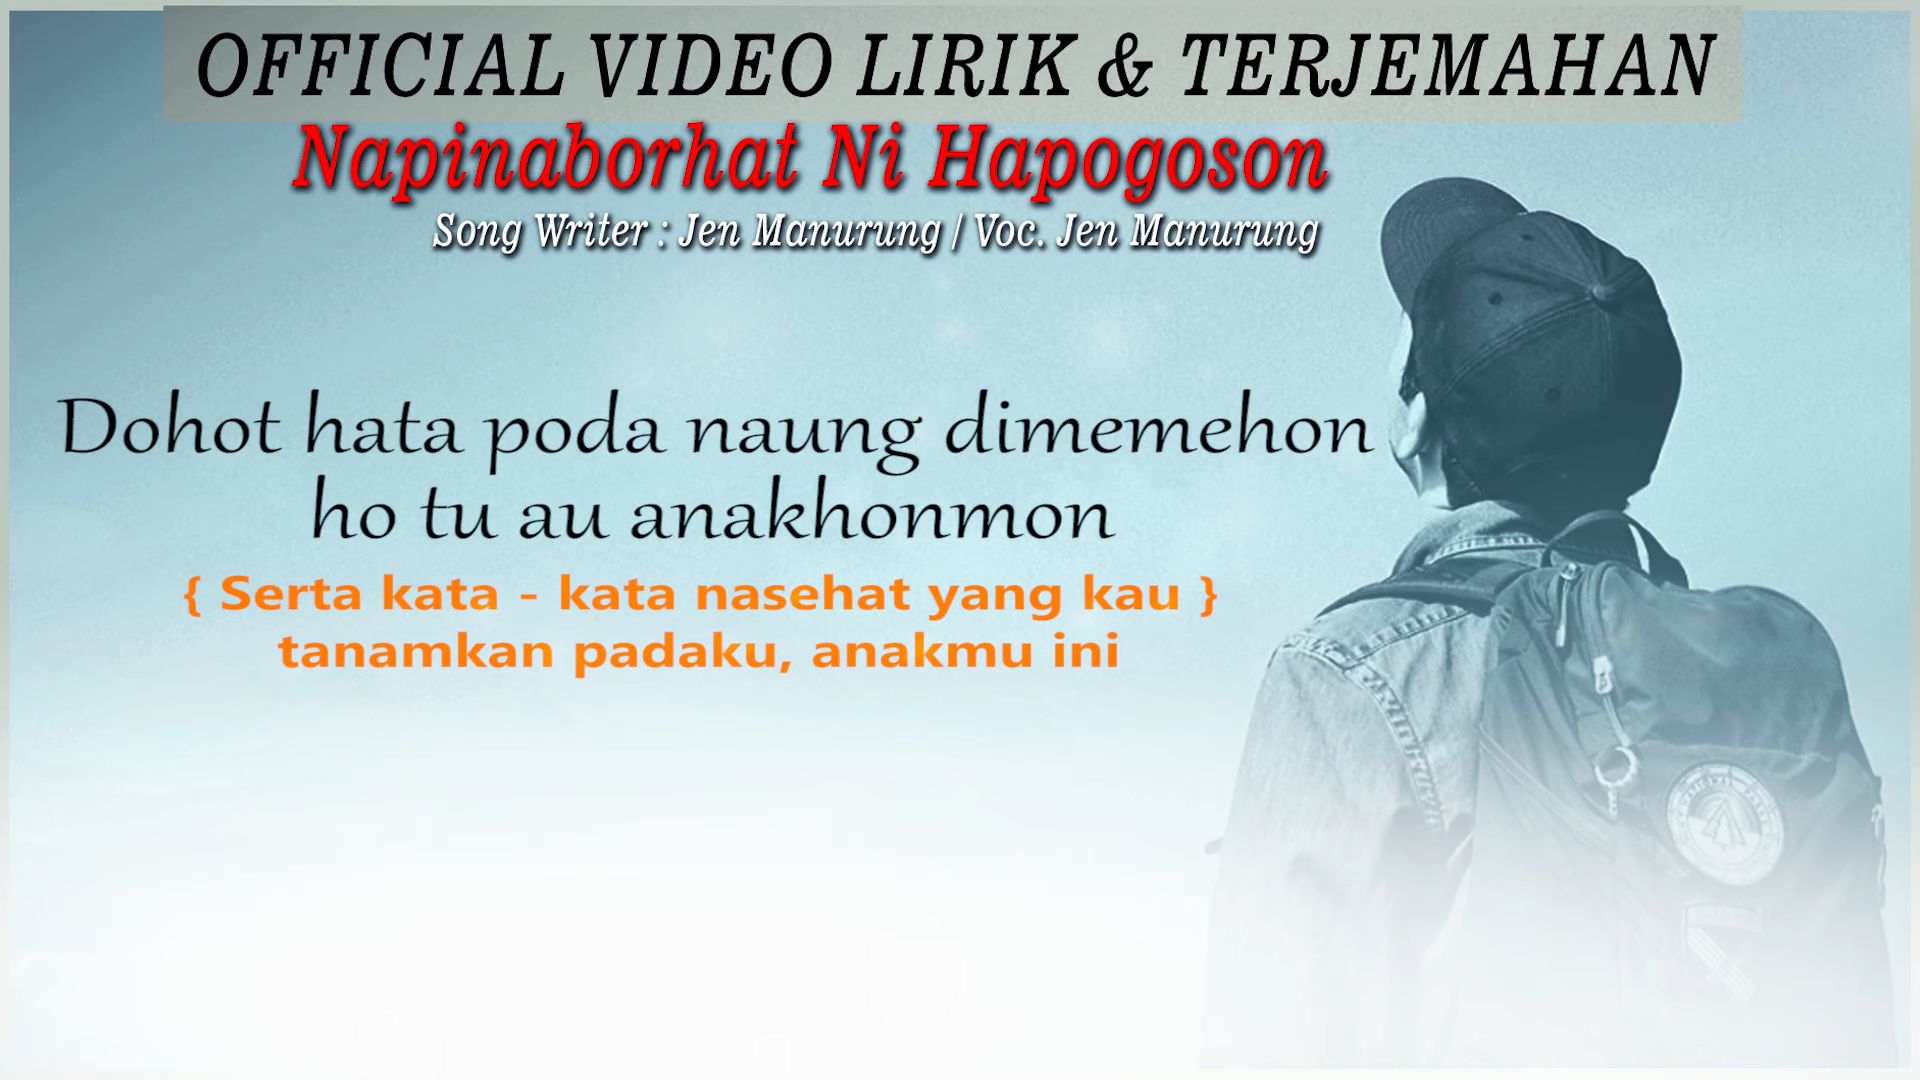 OFFICIAL VIDEO LIRIK & TERJEMAHAN
Napinaborhat Ni Hapogoson
Song Writer : Jen Manurung / Voc. Jen Manurung
Dohot hata poda naung dimemehon
ho tu au anakhonmon
{ Serta kata - kata nasehat yang kau }
tanamkan padaku, anakmu ini